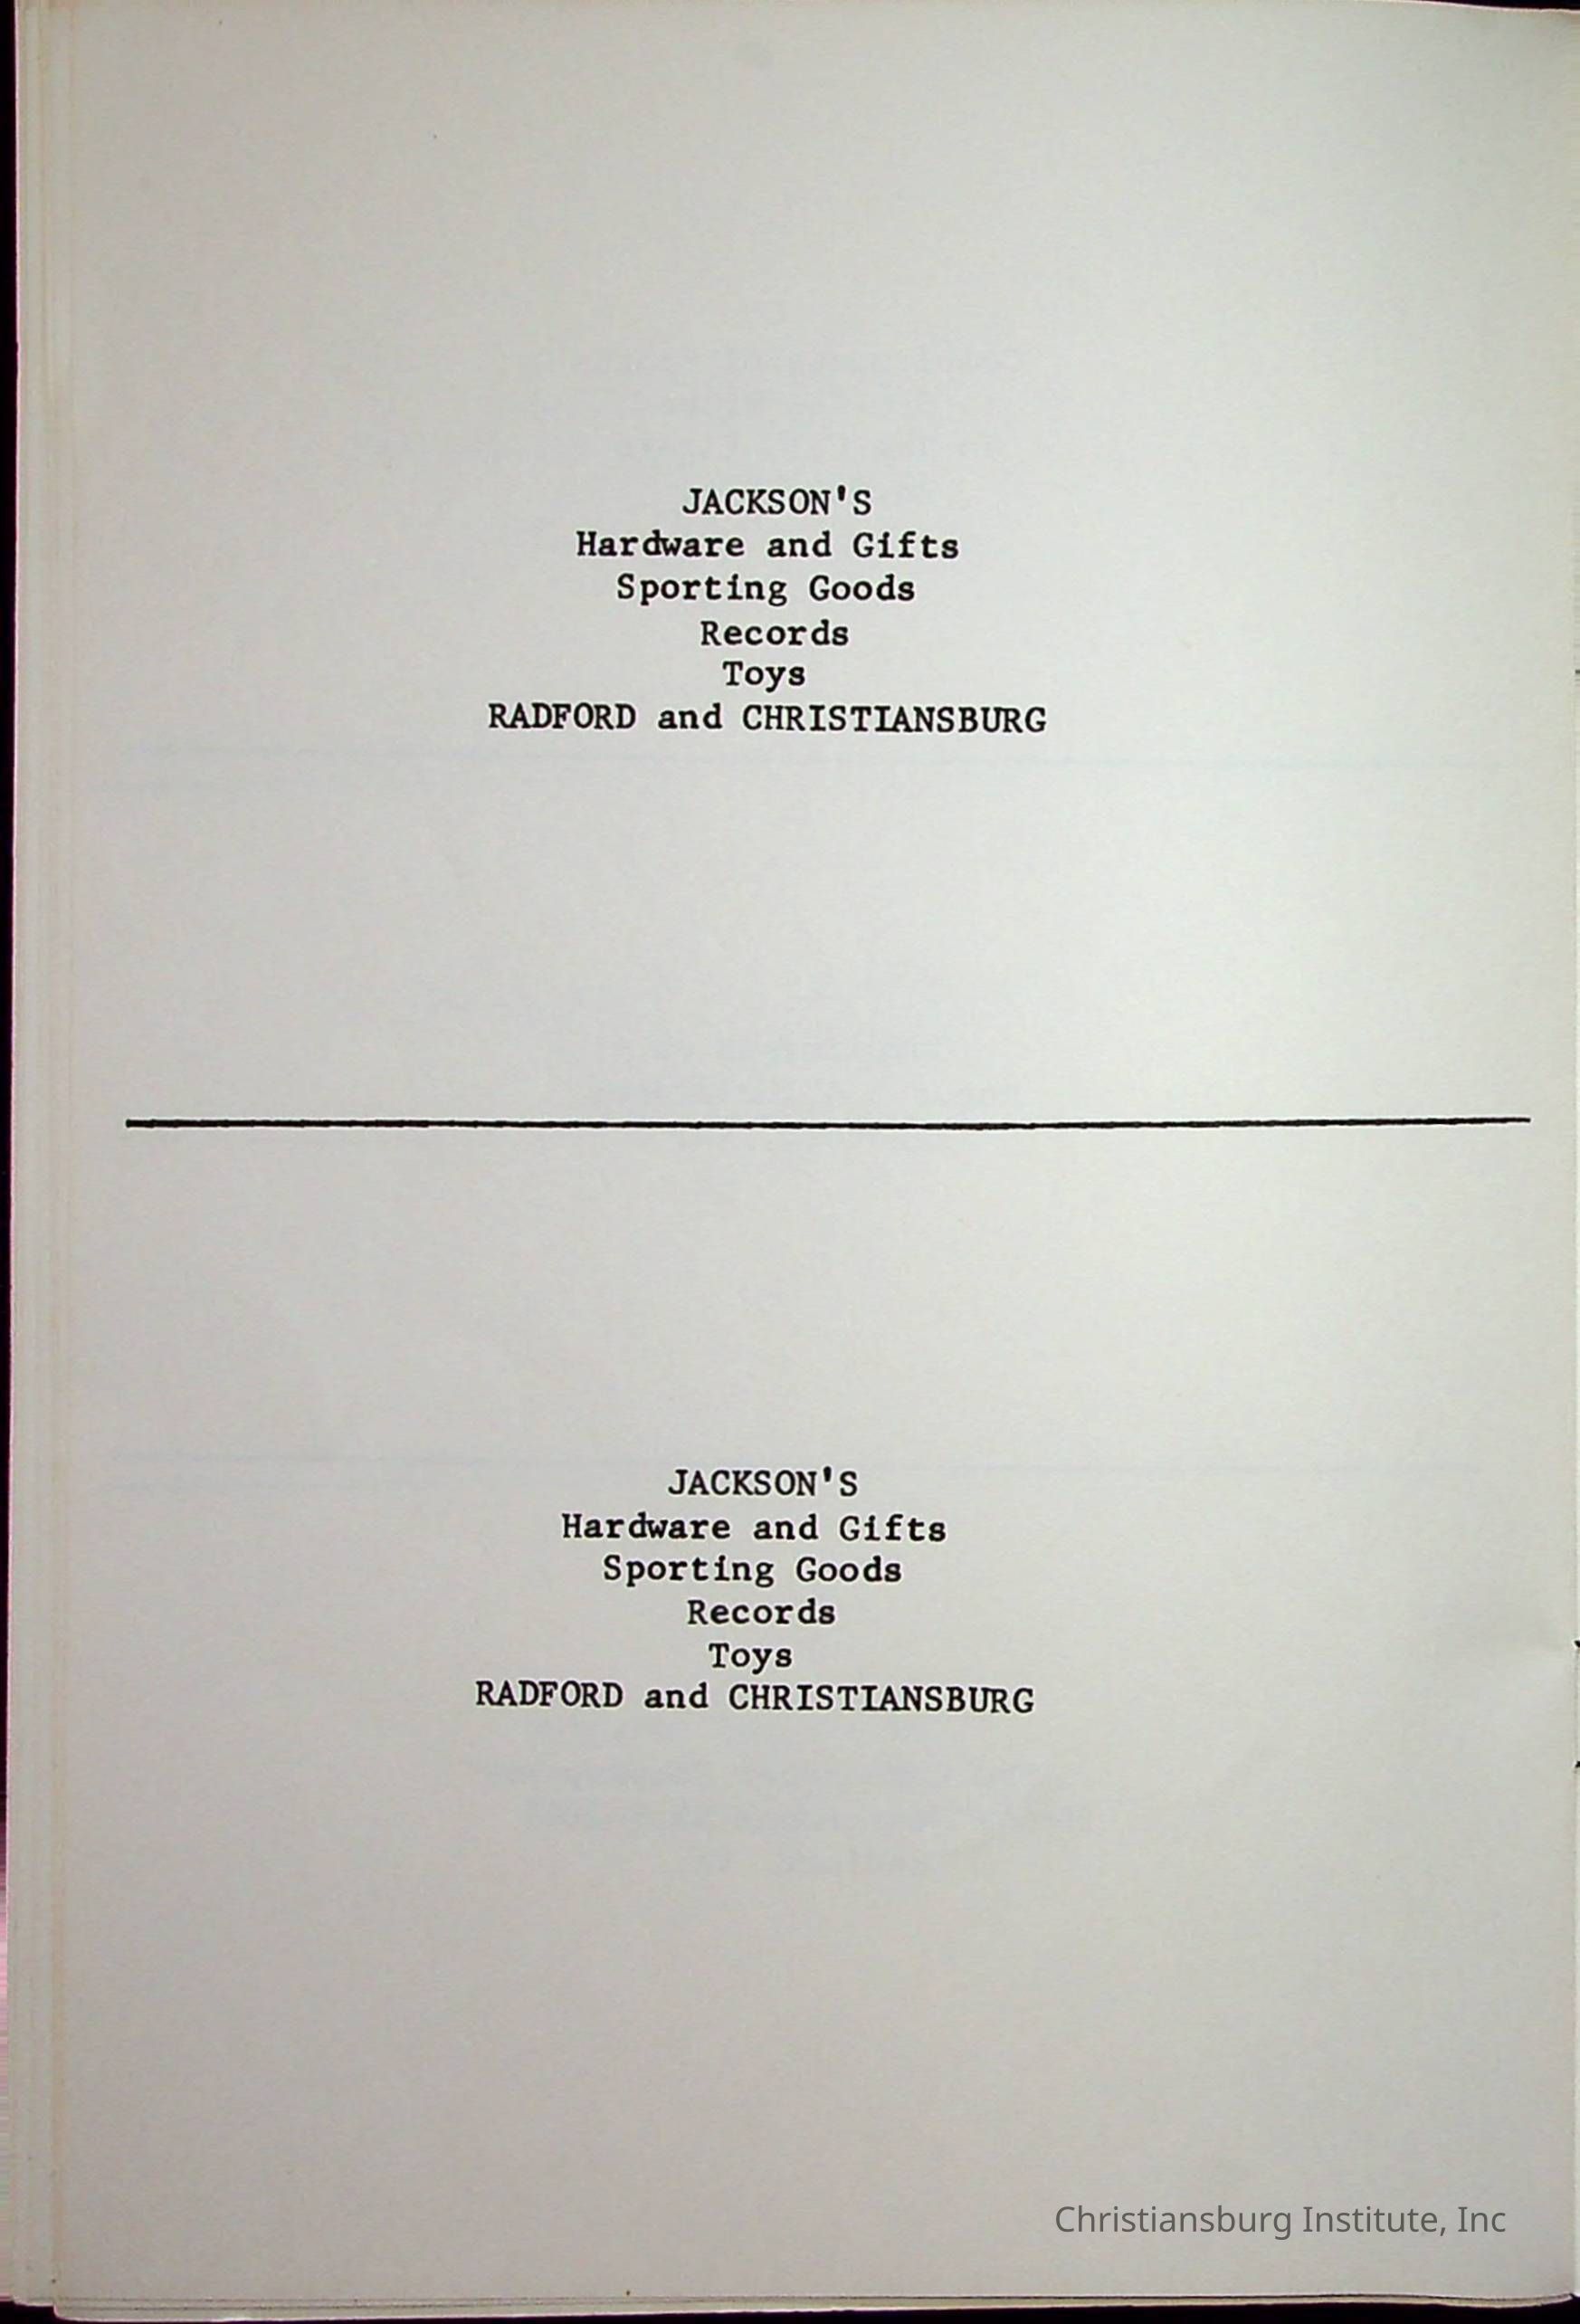 JACKSON'S
Hardware and Gifts
Sporting Goods
Records
Toys
RADFORD and CHRISTIANSBURG
JACKSON'S
Hardware and Gifts
Sporting Goods
Records
Toys
RADFORD and CHRISTIANSBURG
Christiansburg Institute, Inc